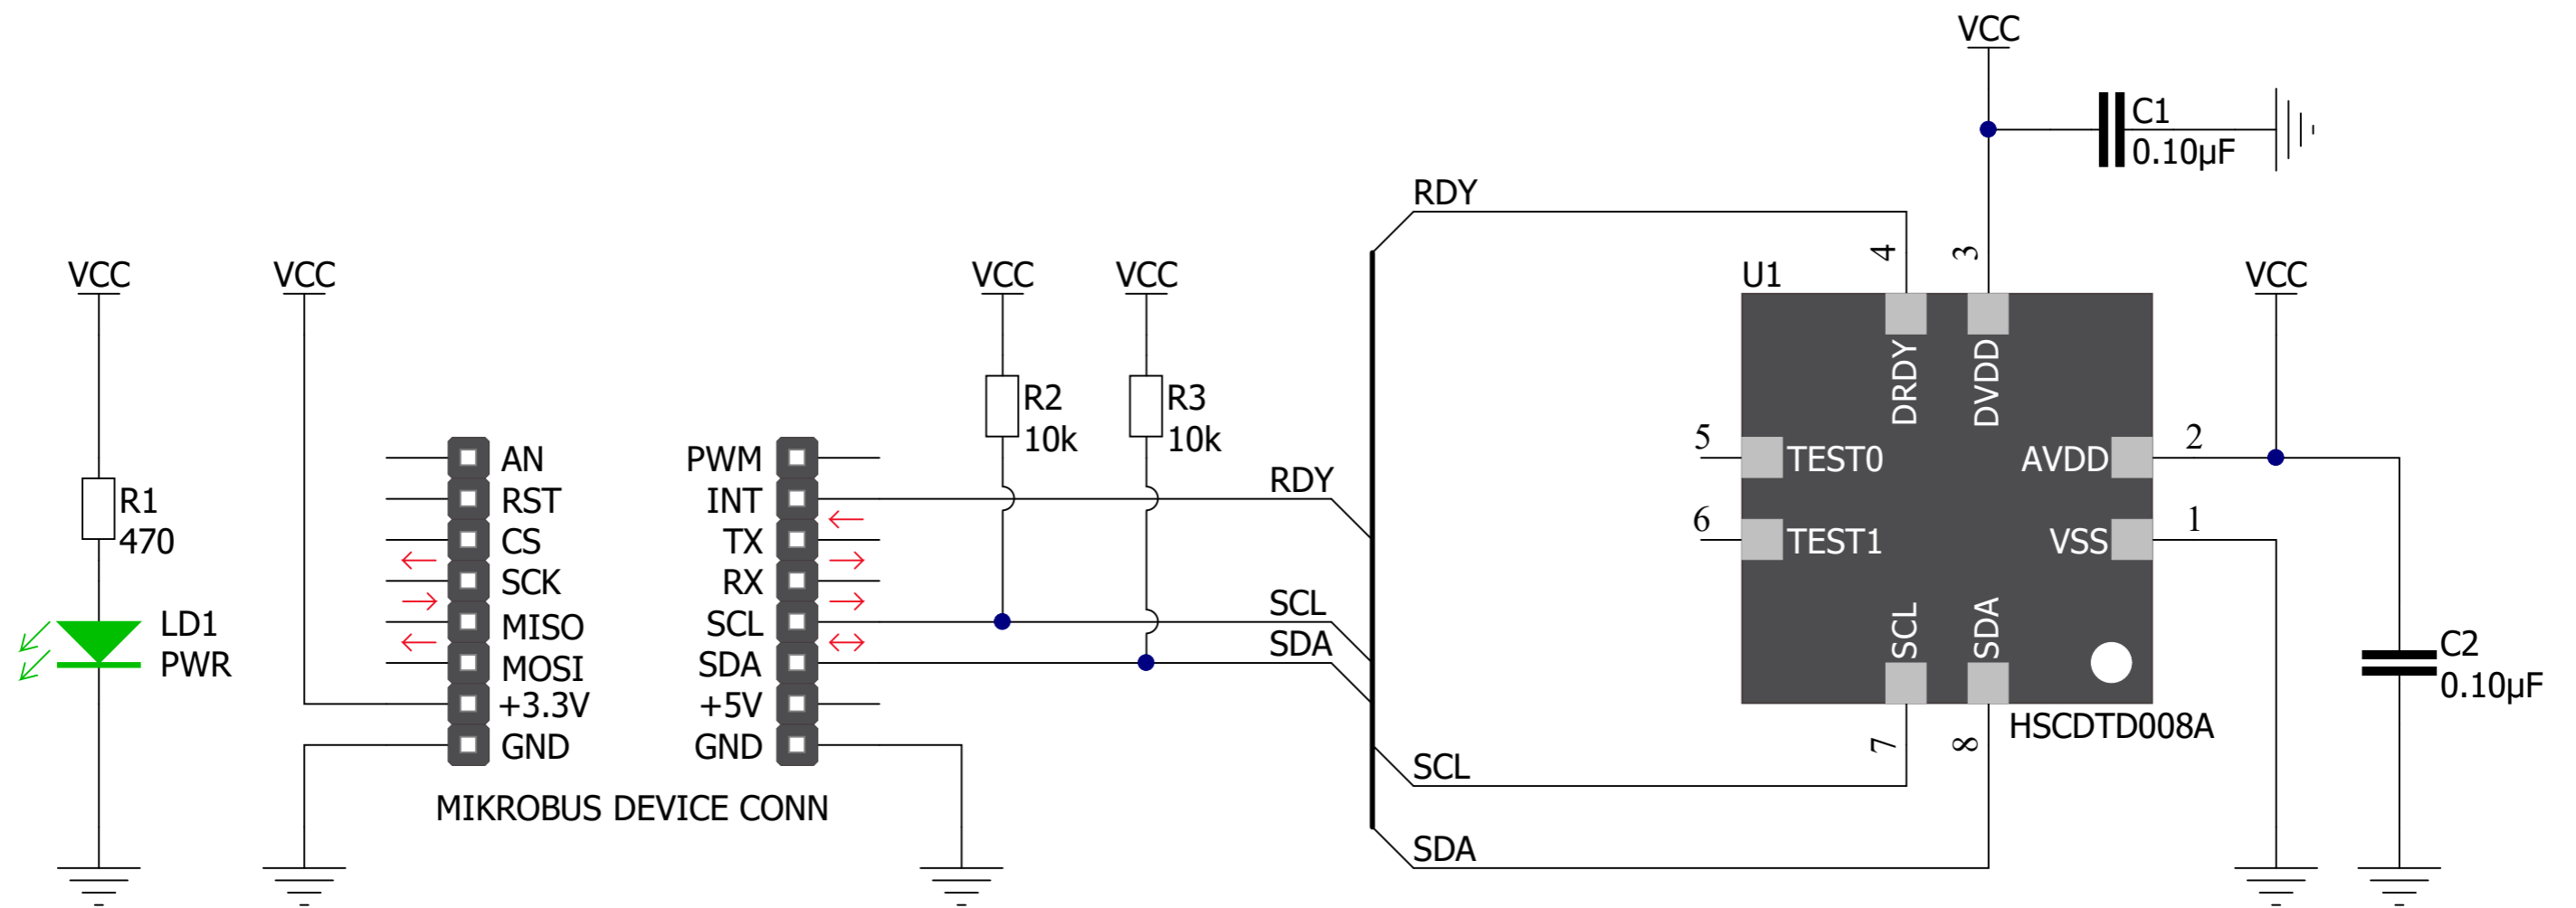 VCC
C1
0.10µF
RDY
4
3
VCC
VCC
VCC
VCC
U1
VCC
DRDY
DVDD
R2
10k
R3
10k
R1
470
AN
RST
CS
SCK
MISO
MOSI
+3.3V
GND
PWM
INT
TX
RX
SCL
SDA
+5V
GND
RDY
SCL
SDA
5
TEST0
6
TEST1
AVDD
2
VSS
1
SCL
SDA
LD1
PWR
C2
0.10µF
HSCDTD008A
7
8
SCL
MIKROBUS DEVICE CONN
SDA